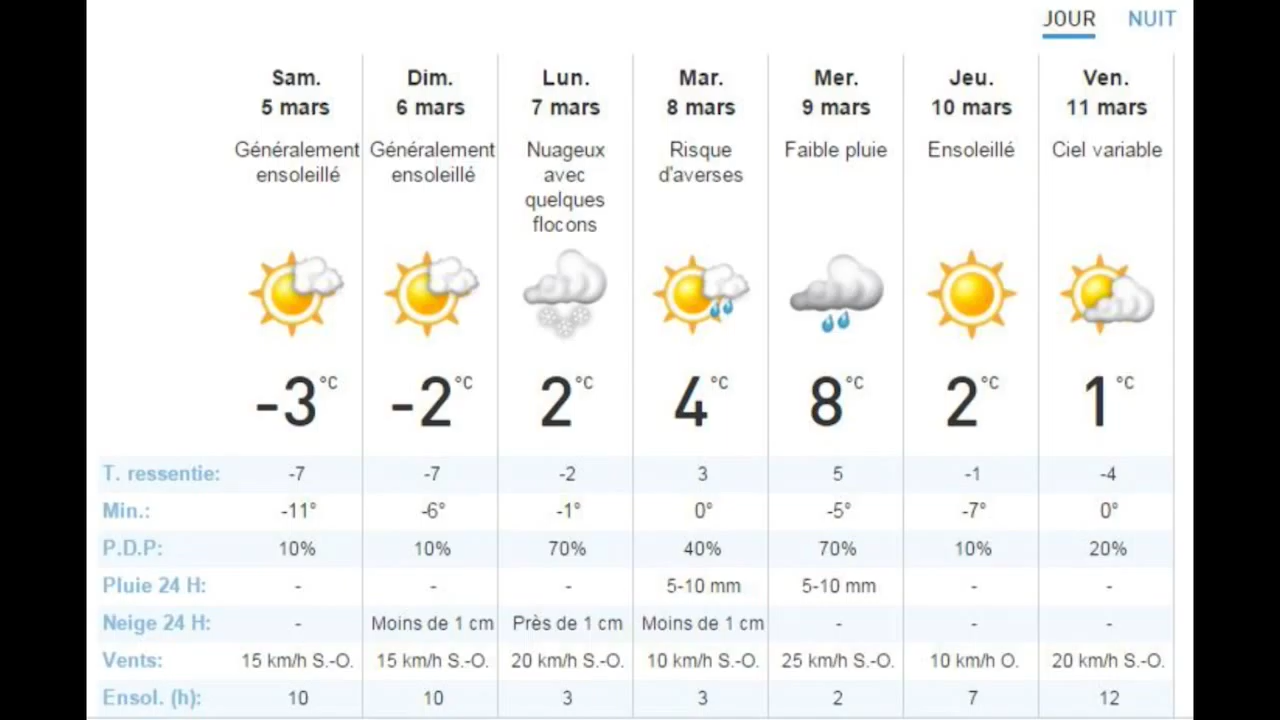 JOUR NUIT
Sam. Dim. Lun. Mar. Mer. Jeu. Ven.
5 mars 6 mars 7 mars 8 mars 9 mars 10 mars 11 mars
Généralement Généralement Nuageux Risque Faible pluie Ensoleillé Ciel variable
ensoleillé ensoleillé avec d'averses
quelques
flocons
-3°C -2°C 2°C 4°C 8°C 2°C 1°C
T. ressentie: -7 -7 -2 3 5 -1 -4
Min.: -11° -6° -1° 0° -5° -7° 0°
P.D.P: 10% 10% 70% 40% 70% 10% 20%
Pluie 24 H: - - - 5-10 mm 5-10 mm - -
Neige 24 H: - Moins de 1 cm Près de 1 cm Moins de 1 cm - - -
Vents: 15 km/h S.-O. 15 km/h S.-O. 20 km/h S.-O. 10 km/h S.-O. 25 km/h S.-O. 10 km/h O. 20 km/h S.-O.
Ensol. (h): 10 10 3 3 2 7 12